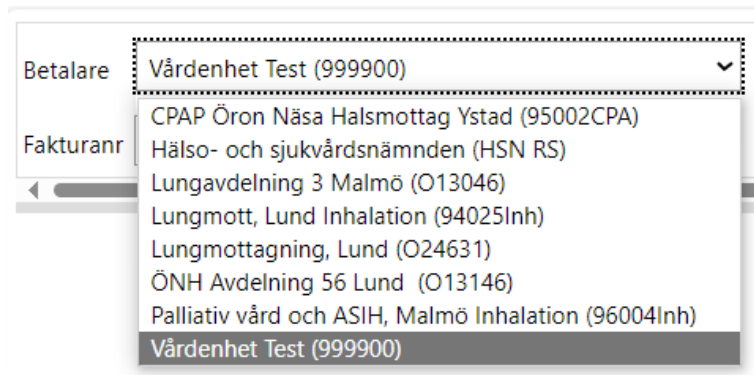 Betalare Vårdenhet Test (999900)
CPAP Öron Näsa Halsmottag Ystad (95002CPA)
Fakturanr
Hälso- och sjukvårdsnämnden (HSN RS)
Lungavdelning 3 Malmö (O13046)
Lungmott, Lund Inhalation (94025Inh)
Lungmottagning, Lund (O24631)
ÖNH Avdelning 56 Lund  (O13146)
Palliativ vård och ASIH, Malmö Inhalation (96004Inh)
Vårdenhet Test (999900)